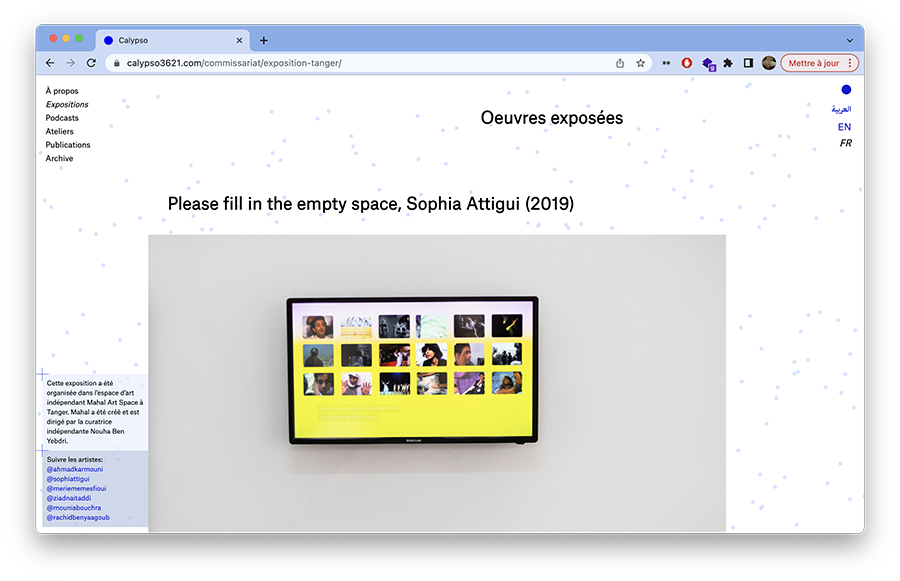 Calypso
calypso3621.com/commissariat/exposition-tanger/
Mettre à jour
À propos
Expositions
Podcasts
Ateliers
Publications
Archive
العربية
EN
FR
Oeuvres exposées
Please fill in the empty space, Sophia Attigui (2019)
Cette exposition a été
organisée dans l'espace d'art
indépendant Mahal Art Space à
Tanger. Mahal a été créé et est
dirigé par la curatrice
indépendante Nouha Ben
Yebdri.
Suivre les artistes:
@ahmadkarmouni
@sophiattigui
@meriememesfioui
@ziadnaitaddi
@mouniabouchra
@rachidbenyaagoub